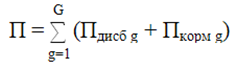 П = ∑_{g=1}^{G} (П_{дисб g} + П_{корм g})